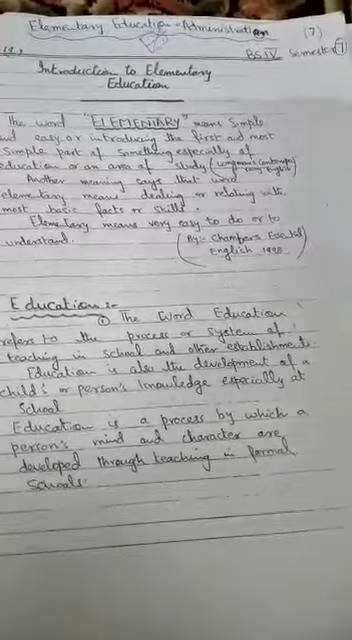 Elementary Education Administration (7)
BS IV Semester
Introduction to Elementary
Education
The word "ELEMENTARY" means Simple
and easy or introducing the first and most
Simple part of something especially of
education or an area of study (Longman's
English)
Another meaning says that word
elementary means dealing or relating with
most basic facts or skills.
Elementary means very easy to do or to
understand.
(By:- Chambers Essential
English 1998)
Education :-
① The Word Education
refers to the process or system of
teaching in school and other establishments
Education is also the development of a
child's or person's knowledge especially at
School
Education is a process by which a
person's mind and character are
developed through teaching in formal
Schools.